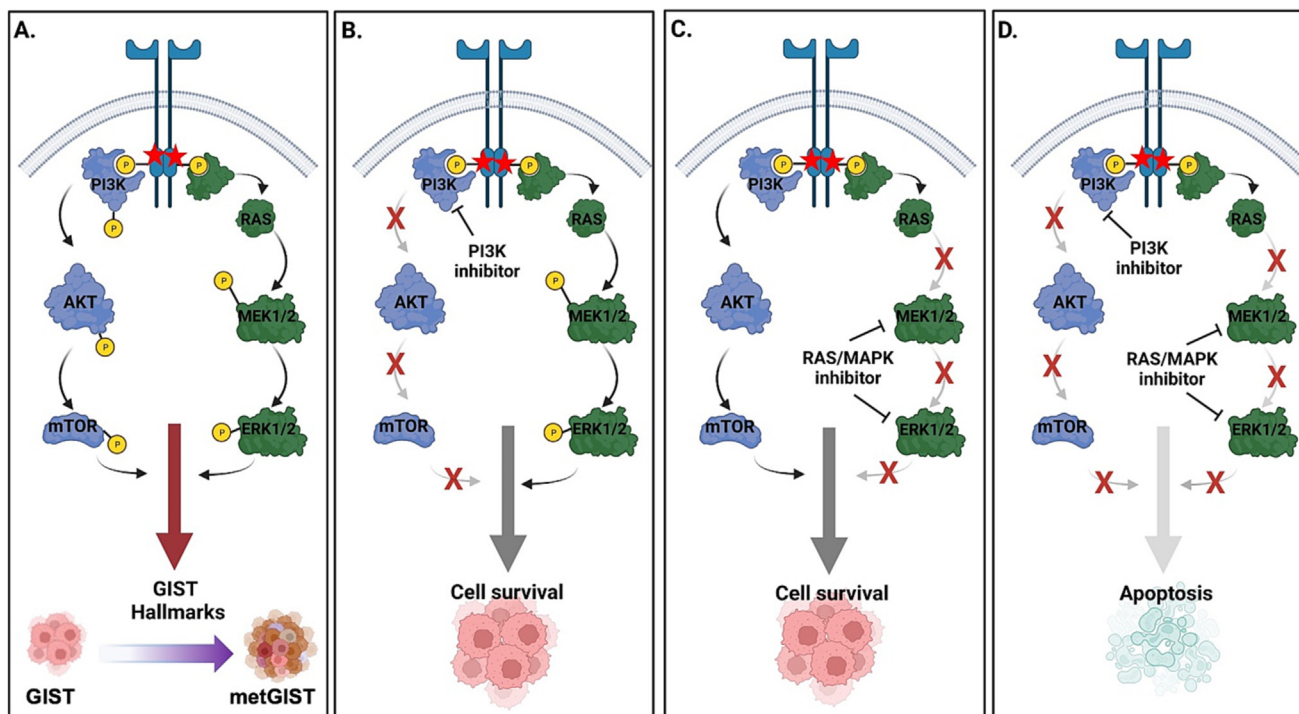 A.
P
P
PI3K
P
RAS
P
AKT
MEK1/2
P
mTOR
P
P
ERK1/2
GIST
Hallmarks
GIST
metGIST
B.
P
P
PI3K
RAS
X
PI3K
inhibitor
P
AKT
MEK1/2
X
mTOR
P
ERK1/2
X
Cell survival
C.
P
P
PI3K
RAS
X
AKT
MEK1/2
RAS/MAPK
inhibitor
X
mTOR
ERK1/2
X
Cell survival
D.
P
P
PI3K
RAS
X
PI3K
inhibitor
X
AKT
MEK1/2
X
RAS/MAPK
inhibitor
X
mTOR
ERK1/2
X
X
Apoptosis